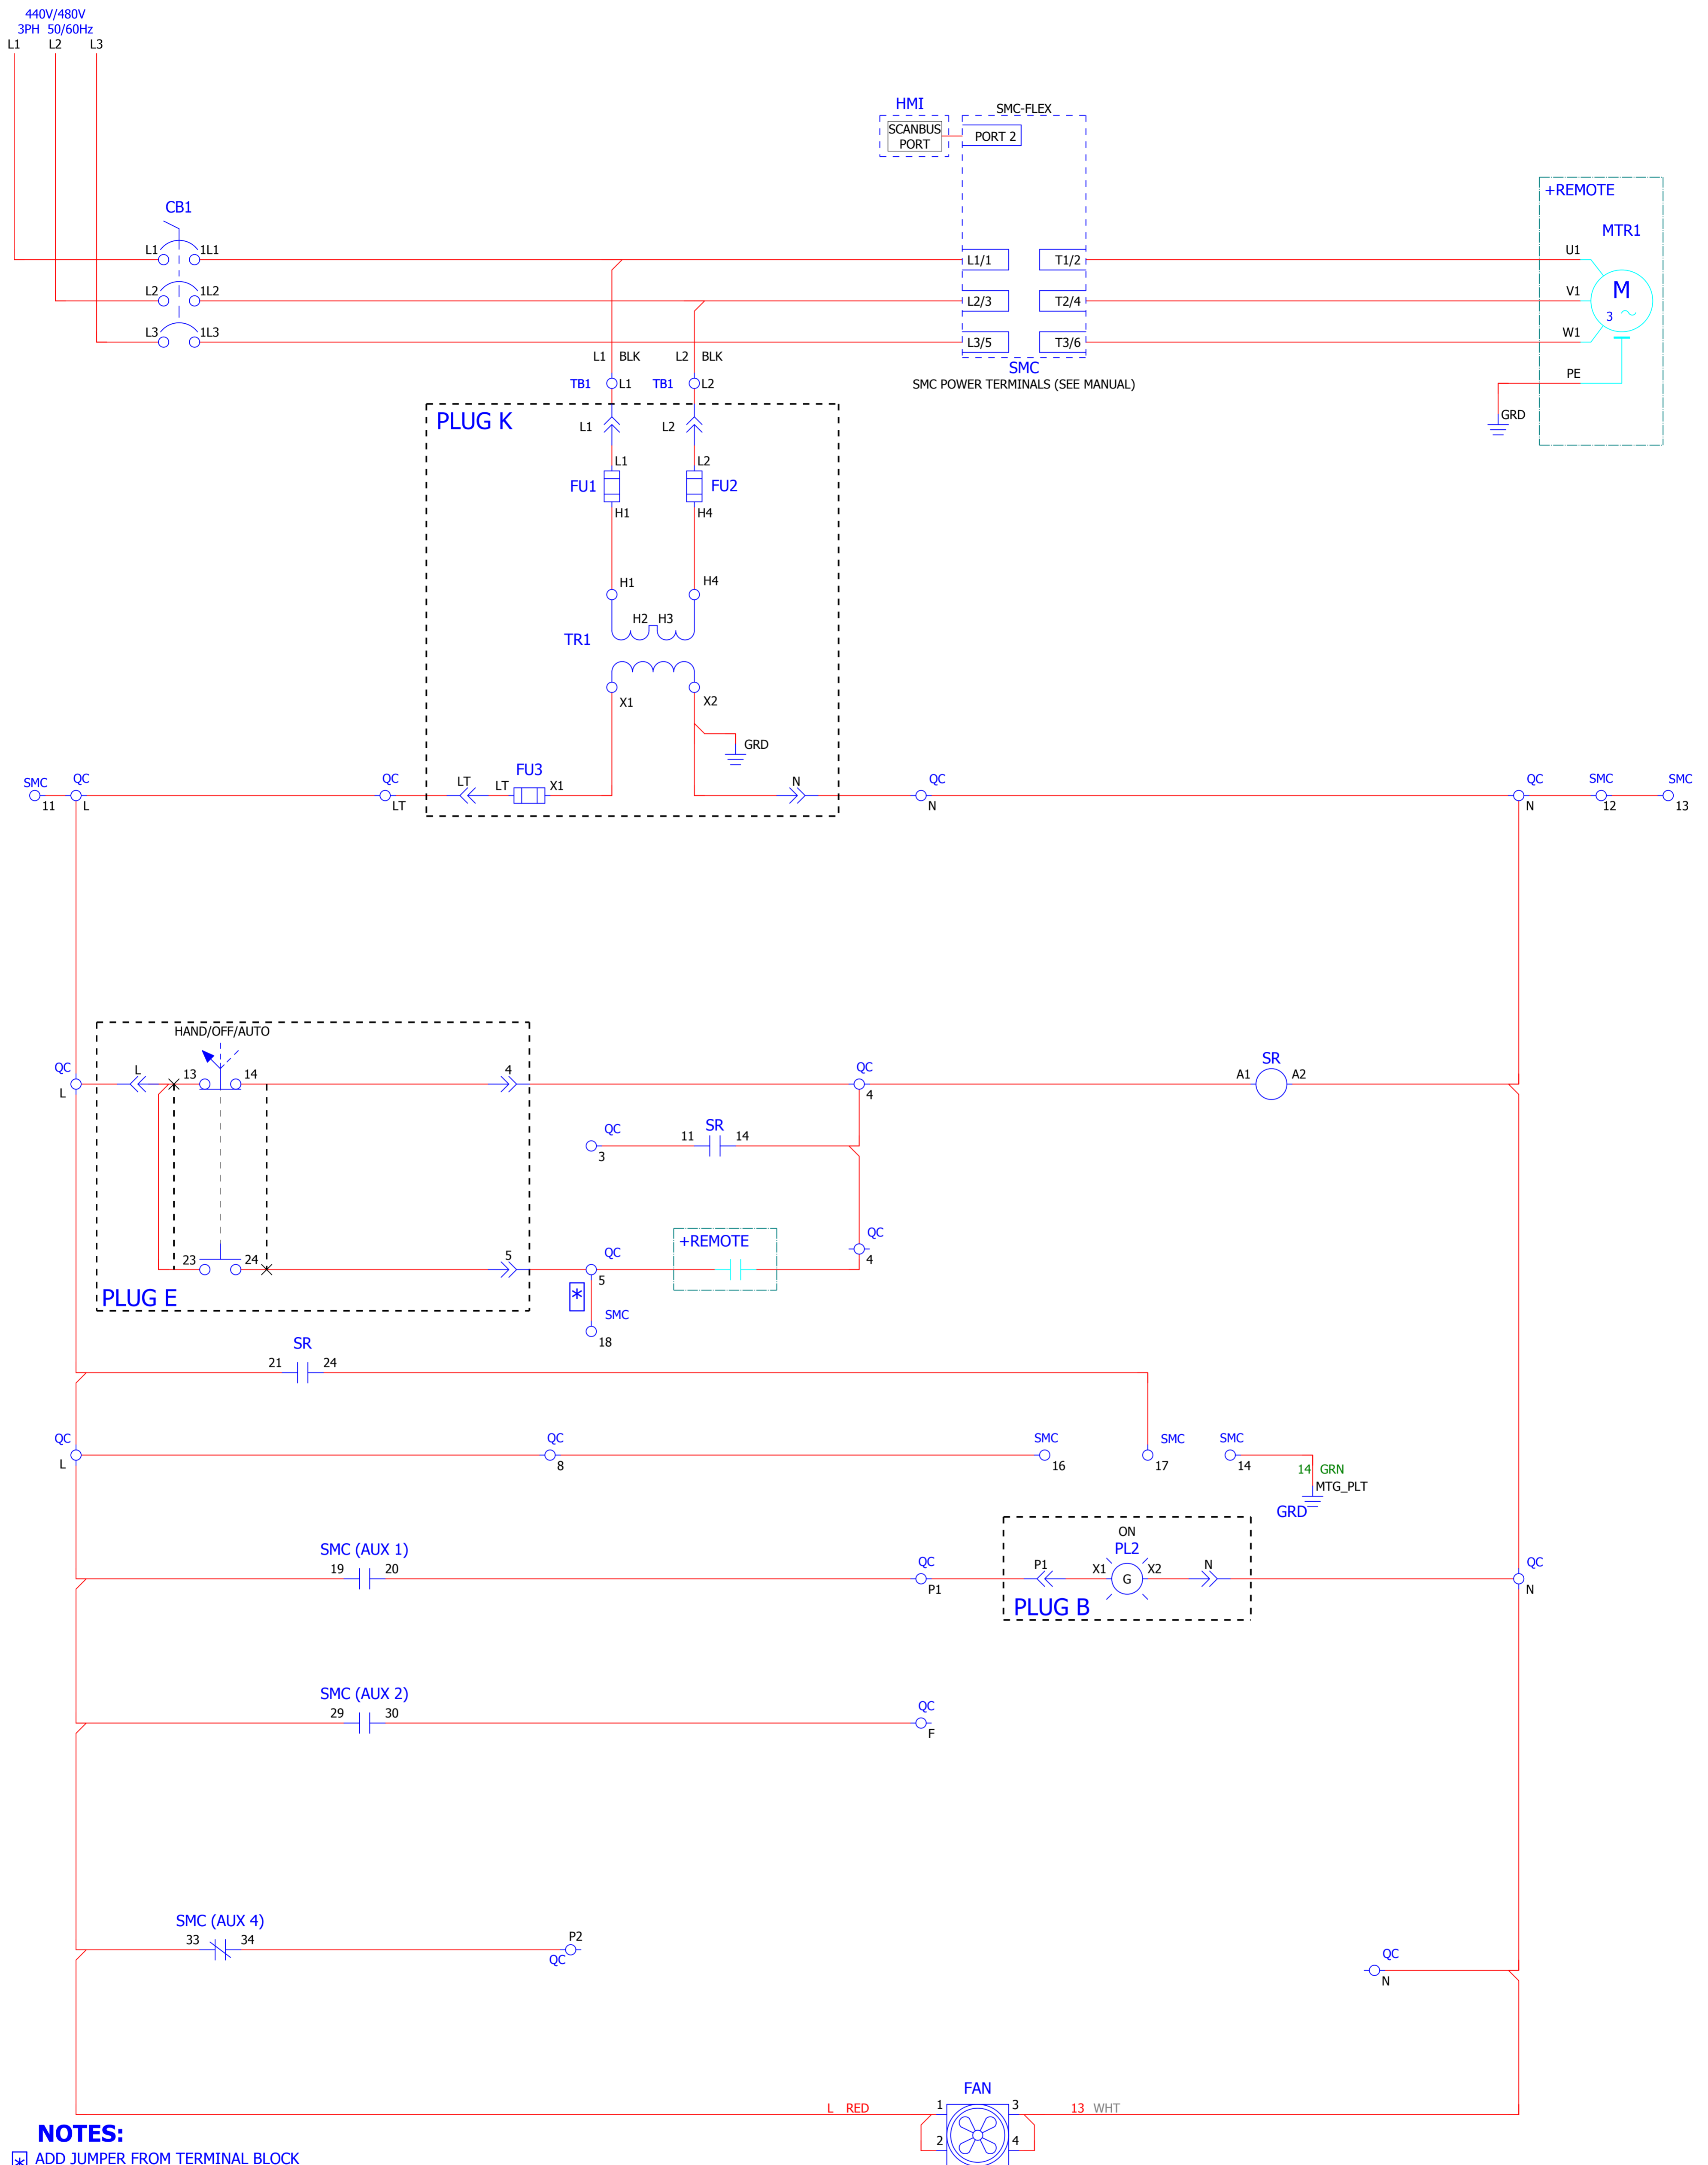 440V/480V
3PH 50/60Hz
L1 L2 L3
HMI
SMC-FLEX
SCANBUS
PORT
PORT 2
+REMOTE
CB1
MTR1
L1 1L1
L1/1 T1/2
U1
L2 1L2
L2/3 T2/4
V1
M
3
L3 1L3
L3/5 T3/6
W1
L1 BLK L2 BLK
SMC
SMC POWER TERMINALS (SEE MANUAL)
PE
TB1 L1 TB1 L2
GRD
PLUG K
L1 L2
L1 L2
FU1 FU2
H1 H4
H1 H4
H2 H3
TR1
X1 X2
GRD
FU3
SMC QC QC LT LT X1 N QC QC SMC SMC
11 L LT N N 12 13
HAND/OFF/AUTO
QC L 13 14 4 QC SR
L 4 A1 A2
QC 11 SR 14
3
QC
4
+REMOTE
23 24 5 QC
5
PLUG E
*
SMC
18
SR
21 24
QC QC SMC SMC SMC
L 8 16 17 14
14 GRN
MTG_PLT
GRD
ON
PL2
SMC (AUX 1)
19 20 QC P1 X1 G X2 N QC
P1 N
PLUG B
SMC (AUX 2)
29 30 QC
F
SMC (AUX 4)
33 34 P2
QC
QC
N
FAN
L RED 1 3 13 WHT
2 4
NOTES:
* ADD JUMPER FROM TERMINAL BLOCK